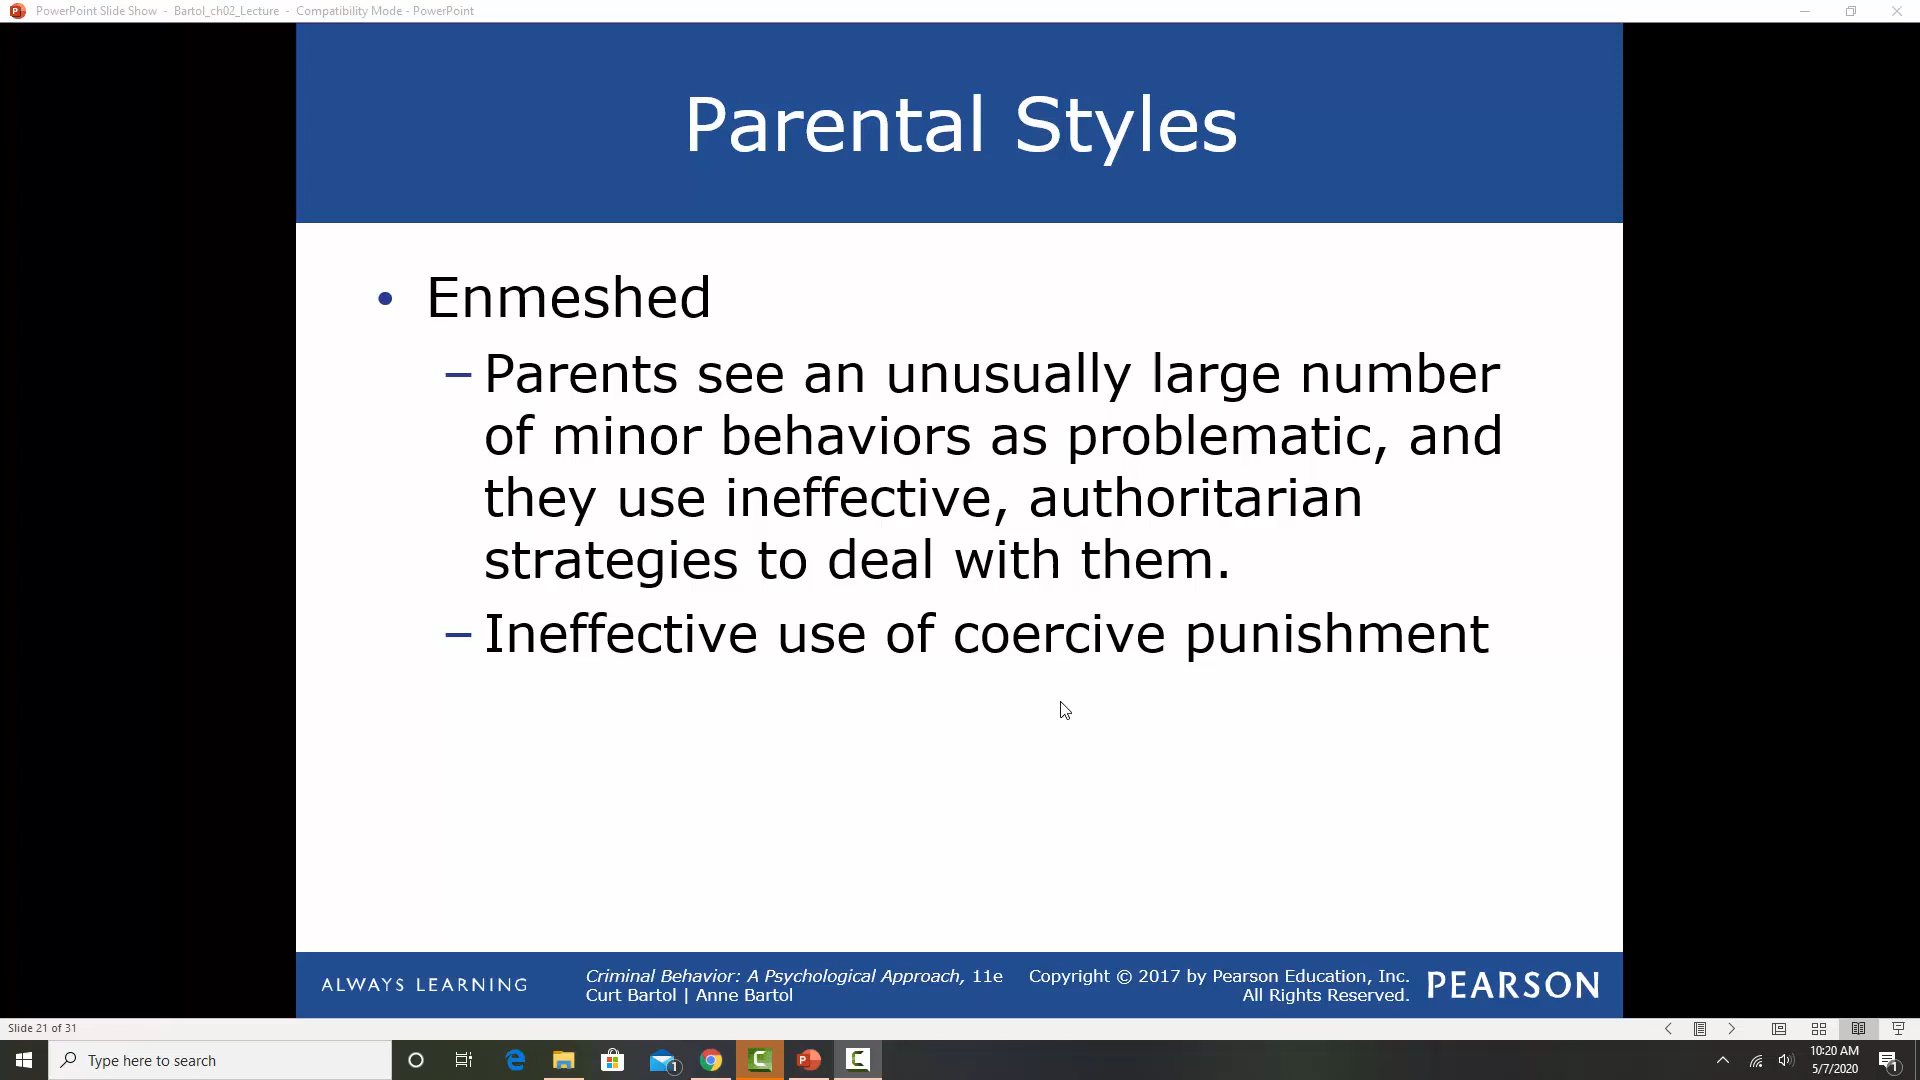 PowerPoint Slide Show - Bartol_ch02_Lecture - Compatibility Mode - PowerPoint
Parental Styles
• Enmeshed
– Parents see an unusually large number
of minor behaviors as problematic, and
they use ineffective, authoritarian
strategies to deal with them.
– Ineffective use of coercive punishment
ALWAYS LEARNING
Criminal Behavior: A Psychological Approach, 11e
Curt Bartol | Anne Bartol
Copyright © 2017 by Pearson Education, Inc.
All Rights Reserved.
PEARSON
Slide 21 of 31
Type here to search
1
10:20 AM
5/7/2020
1